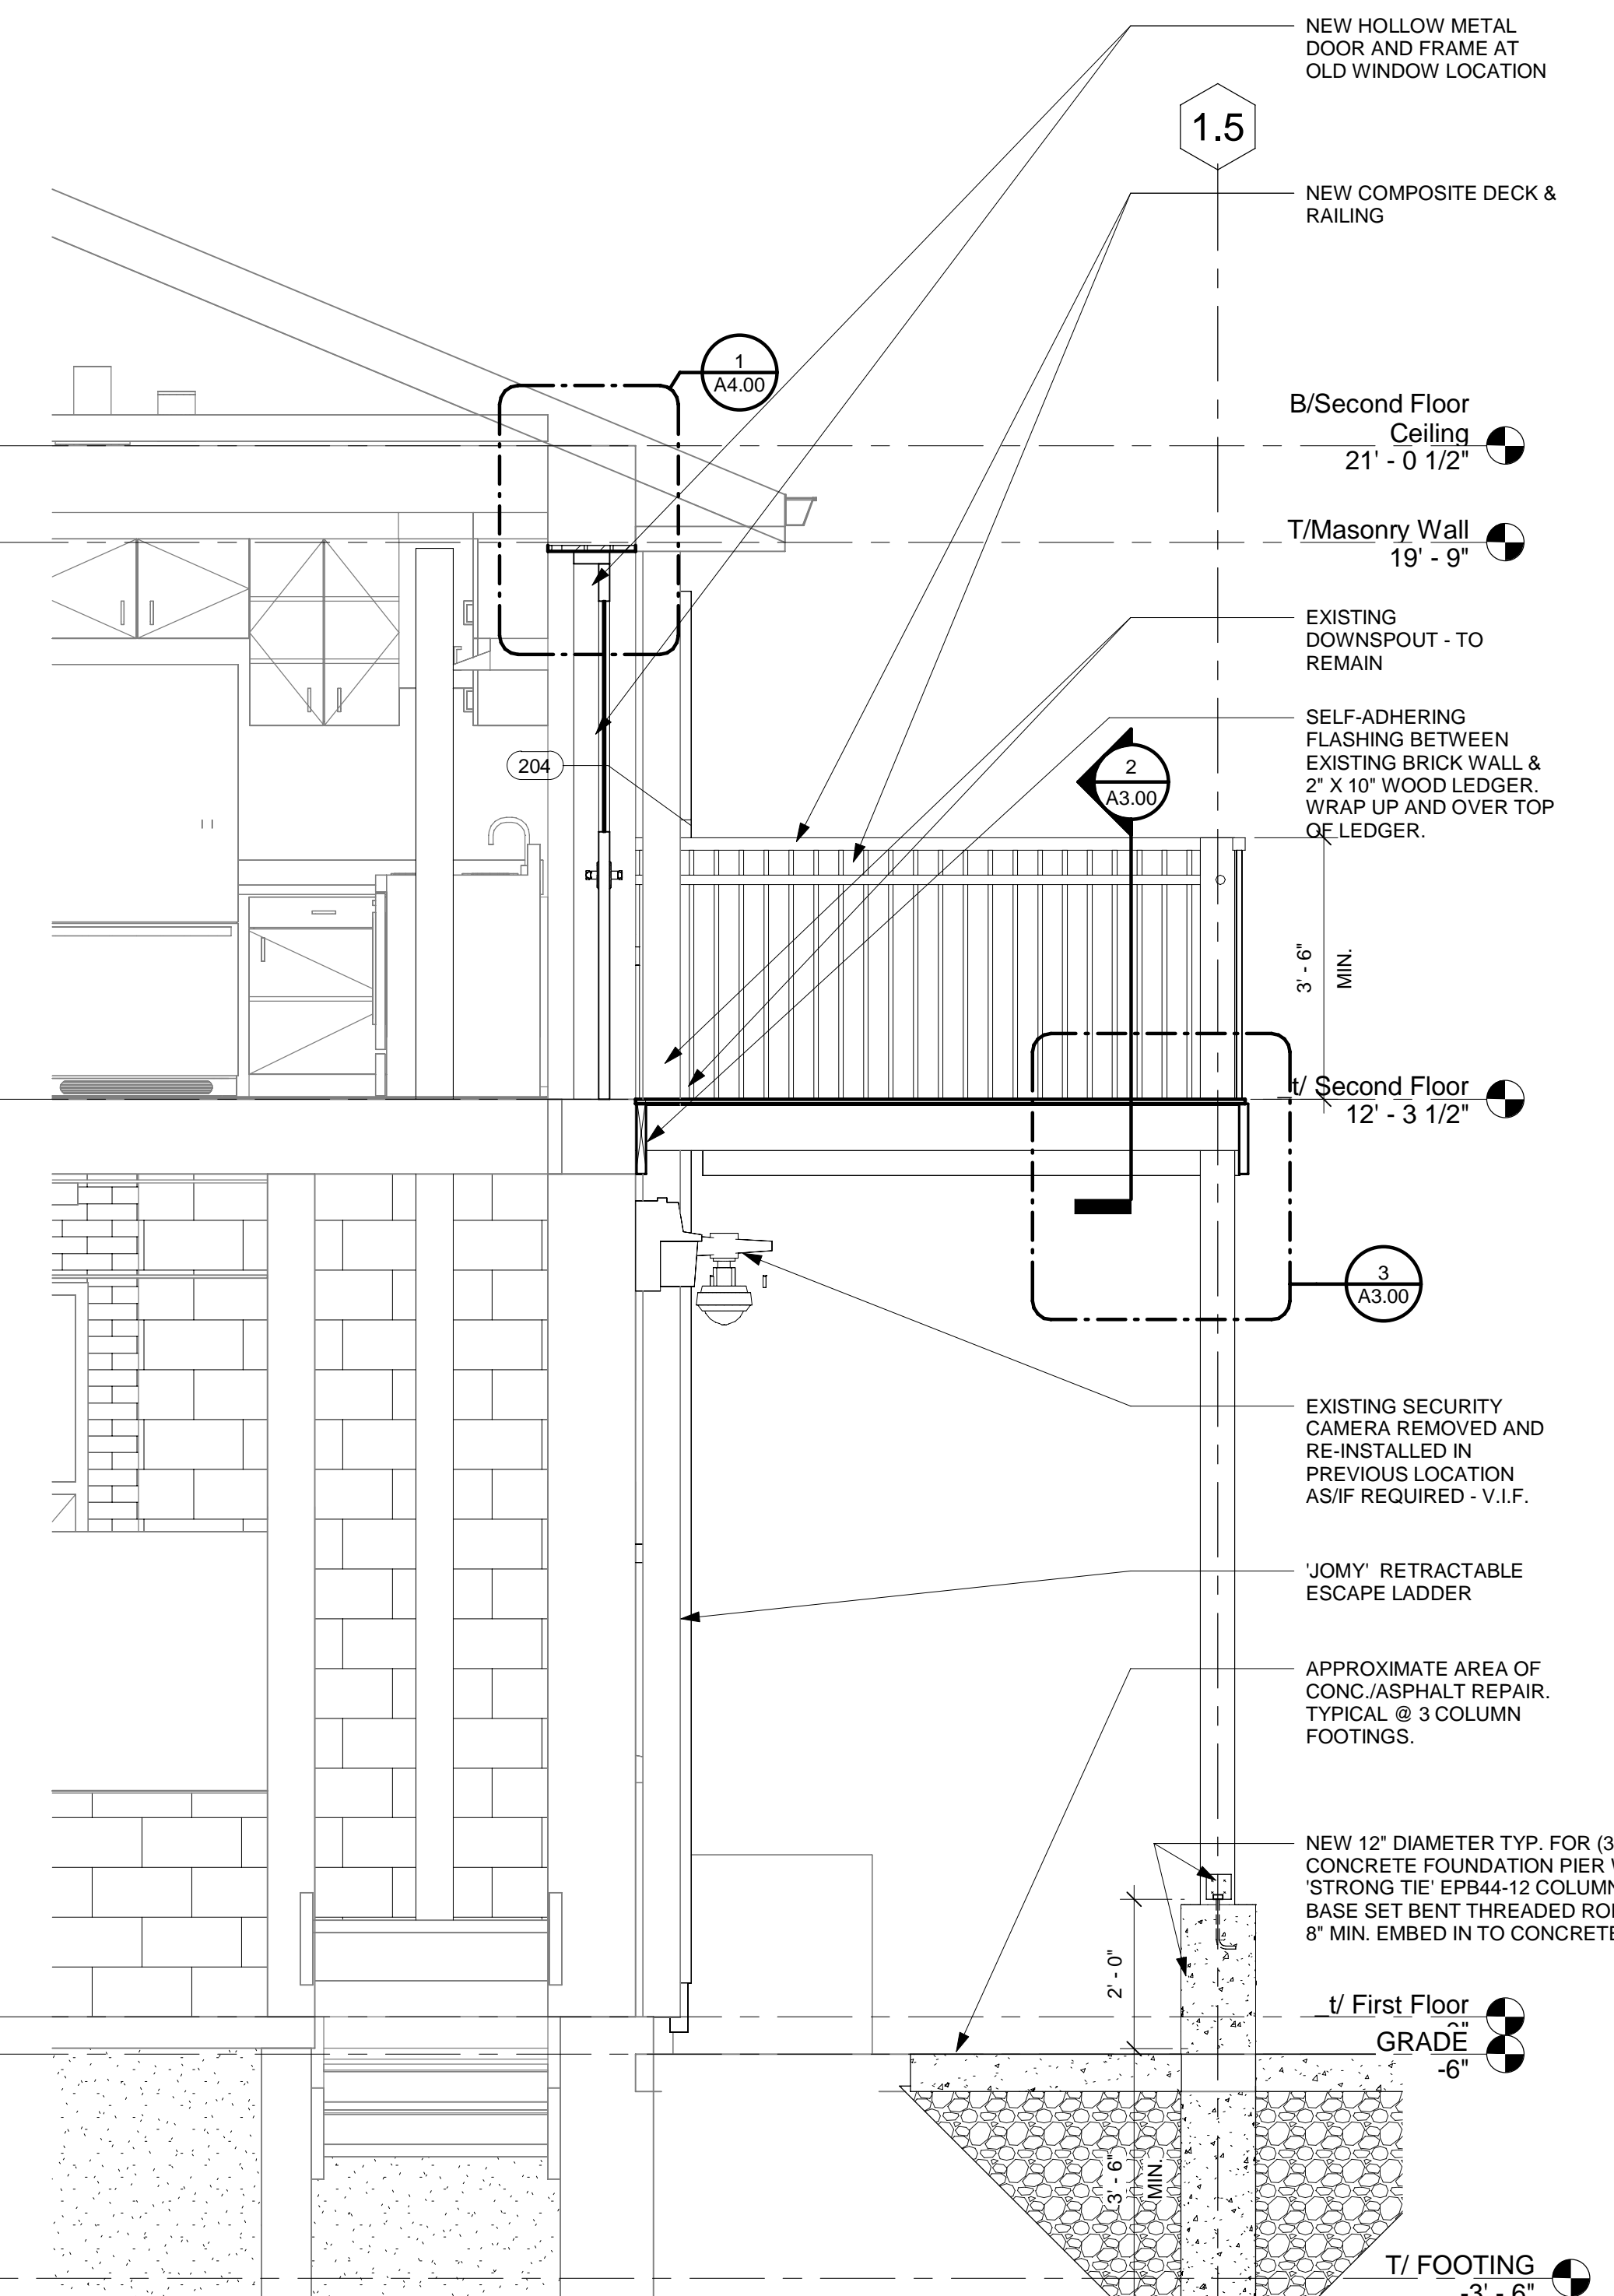 NEW HOLLOW METAL
DOOR AND FRAME AT
OLD WINDOW LOCATION
1.5
NEW COMPOSITE DECK &
RAILING
1
A4.00
B/Second Floor
Ceiling
21' - 0 1/2"
T/Masonry Wall
19' - 9"
EXISTING
DOWNSPOUT - TO
REMAIN
SELF-ADHERING
FLASHING BETWEEN
EXISTING BRICK WALL &
2" X 10" WOOD LEDGER.
WRAP UP AND OVER TOP
OF LEDGER.
204
2
A3.00
3' - 6"
MIN.
t/ Second Floor
12' - 3 1/2"
3
A3.00
EXISTING SECURITY
CAMERA REMOVED AND
RE-INSTALLED IN
PREVIOUS LOCATION
AS/IF REQUIRED - V.I.F.
'JOMY' RETRACTABLE
ESCAPE LADDER
APPROXIMATE AREA OF
CONC./ASPHALT REPAIR.
TYPICAL @ 3 COLUMN
FOOTINGS.
NEW 12" DIAMETER TYP. FOR (3
CONCRETE FOUNDATION PIER
'STRONG TIE' EPB44-12 COLUMN
BASE SET BENT THREADED
8" MIN. EMBED IN TO CONCRETE
2' - 0"
t/ First Floor
GRADE
-6"
3' - 6"
MIN.
T/ FOOTING
-3' - 6"